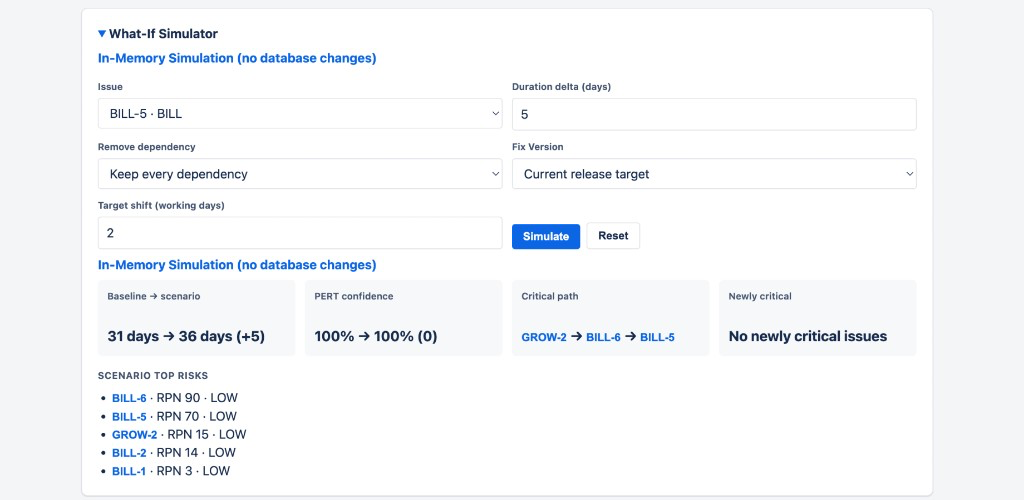 ▼ What-If Simulator
In-Memory Simulation (no database changes)
Issue
Duration delta (days)
BILL-5 · BILL
5
Remove dependency
Fix Version
Keep every dependency
Current release target
Target shift (working days)
2
Simulate
Reset
In-Memory Simulation (no database changes)
Baseline → scenario
PERT confidence
Critical path
Newly critical
31 days → 36 days (+5)
100% → 100% (0)
GROW-2 → BILL-6 → BILL-5
No newly critical issues
SCENARIO TOP RISKS
• BILL-6 · RPN 90 · LOW
• BILL-5 · RPN 70 · LOW
• GROW-2 · RPN 15 · LOW
• BILL-2 · RPN 14 · LOW
• BILL-1 · RPN 3 · LOW